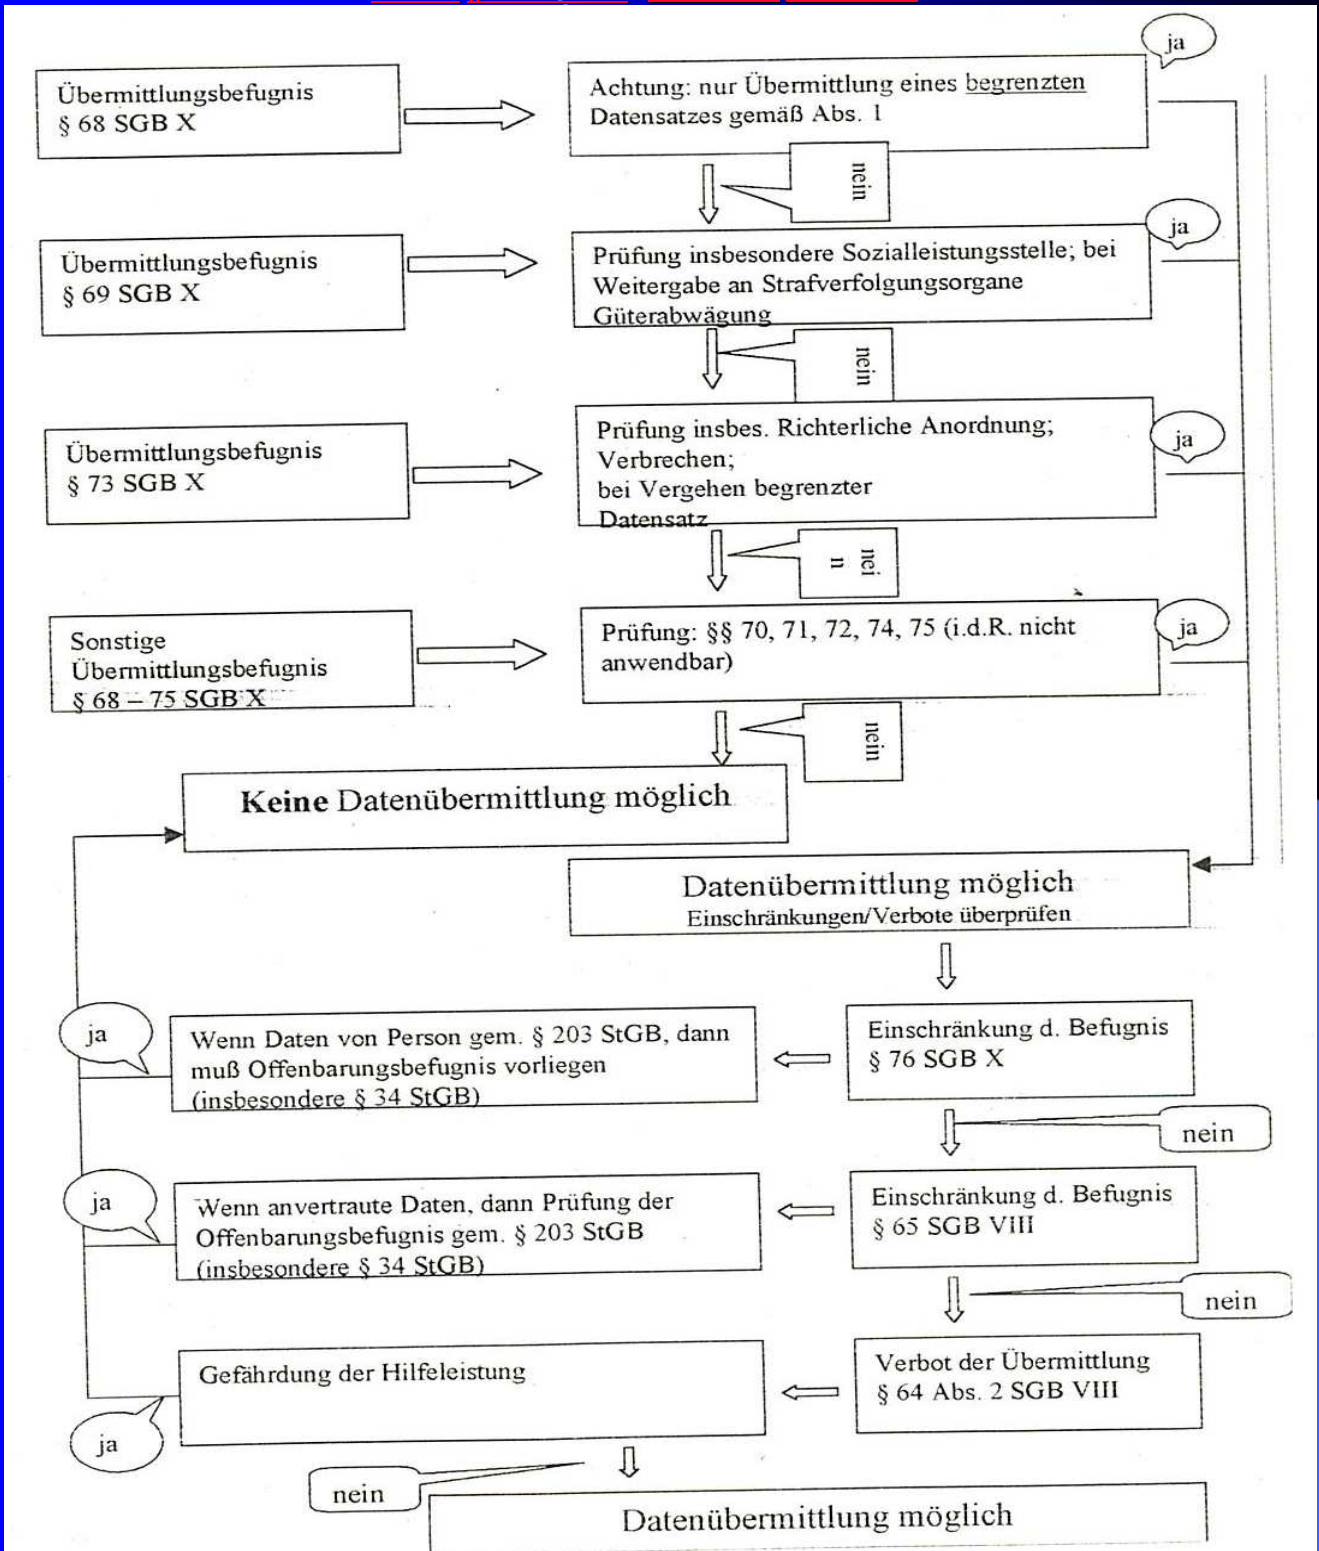 ja
Übermittlungsbefugnis
§ 68 SGB X
Achtung: nur Übermittlung eines begrenzten
Datensatzes gemäß Abs. 1
nein
ja
Übermittlungsbefugnis
§ 69 SGB X
Prüfung insbesondere Sozialleistungsstelle; bei
Weitergabe an Strafverfolgungsorgane
Güterabwägung
nein
ja
Übermittlungsbefugnis
§ 73 SGB X
Prüfung insbes. Richterliche Anordnung;
Verbrechen;
bei Vergehen begrenzter
Datensatz
nei
n
ja
Sonstige
Übermittlungsbefugnis
§ 68 – 75 SGB X
Prüfung: §§ 70, 71, 72, 74, 75 (i.d.R. nicht
anwendbar)
nein
Keine Datenübermittlung möglich
Datenübermittlung möglich
Einschränkungen/Verbote überprüfen
ja
Wenn Daten von Person gem. § 203 StGB, dann
muß Offenbarungsbefugnis vorliegen
(insbesondere § 34 StGB)
Einschränkung d. Befugnis
§ 76 SGB X
nein
ja
Wenn anvertraute Daten, dann Prüfung der
Offenbarungsbefugnis gem. § 203 StGB
(insbesondere § 34 StGB)
Einschränkung d. Befugnis
§ 65 SGB VIII
nein
Gefährdung der Hilfeleistung
Verbot der Übermittlung
§ 64 Abs. 2 SGB VIII
ja
nein
Datenübermittlung möglich